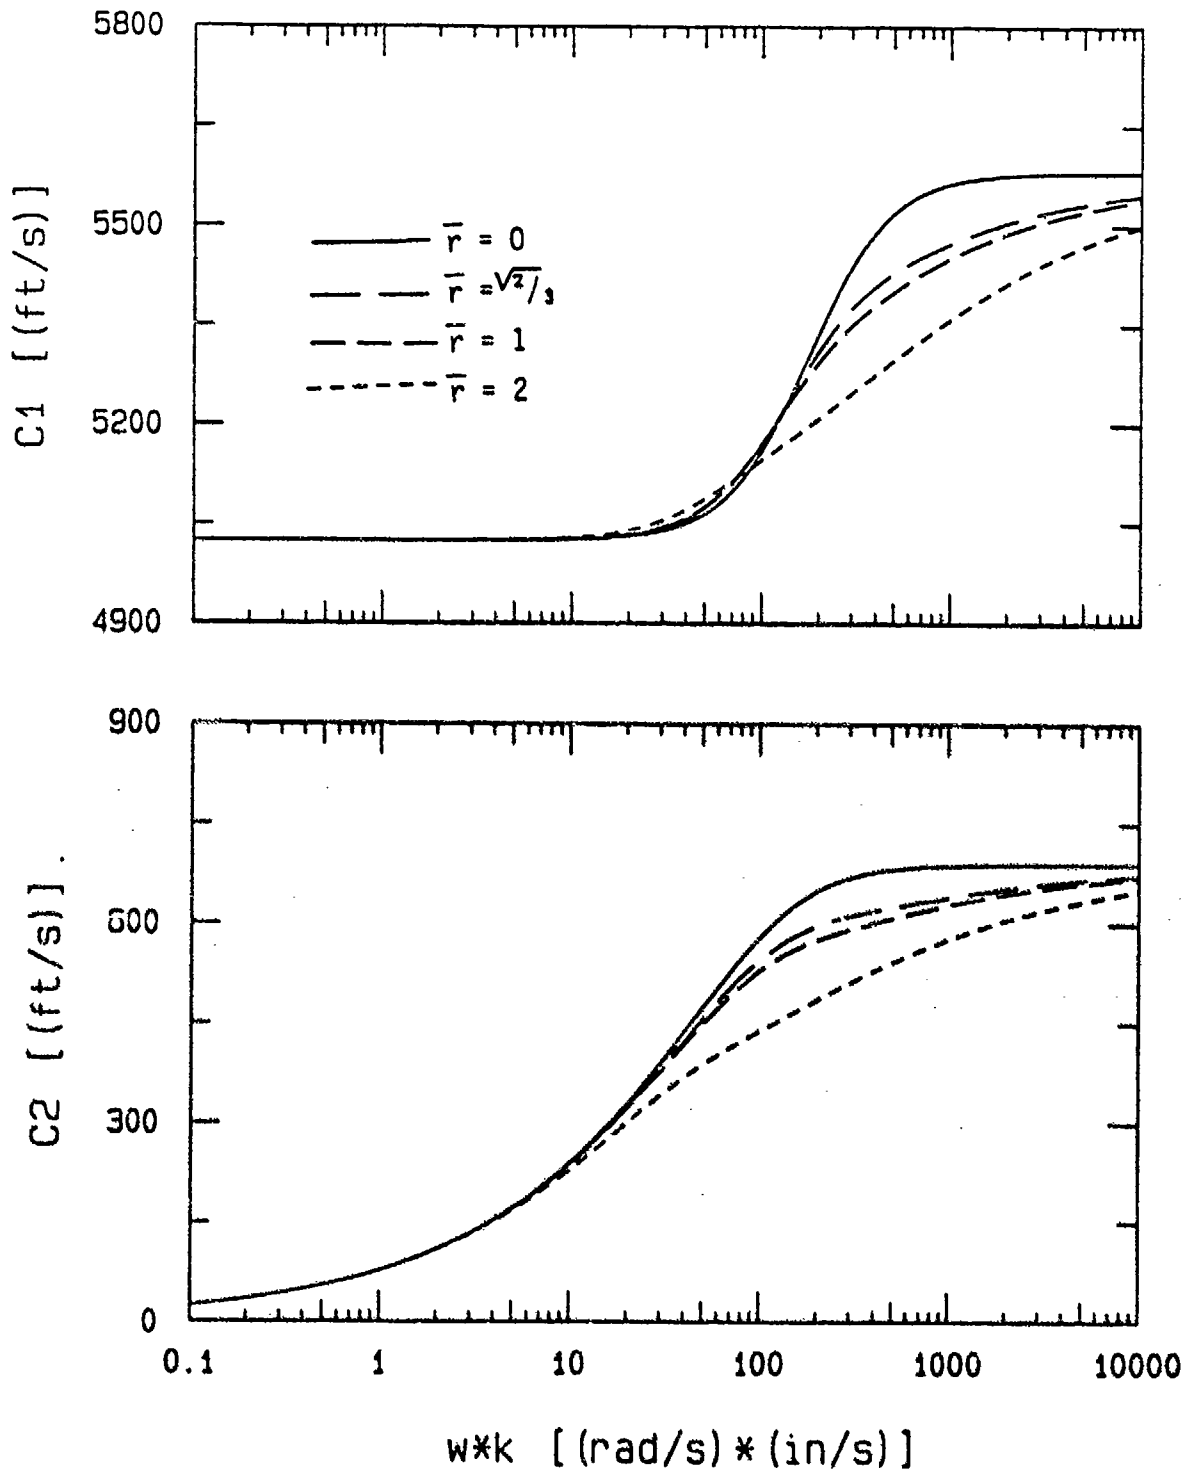 5800
5500
5200
4900
C1 [(ft/s)]
r̄ = 0
r̄ = √2/3
r̄ = 1
r̄ = 2
900
600
300
0
C2 [(ft/s)].
0.1 1 10 100 1000 10000
w*k [(rad/s)*(in/s)]